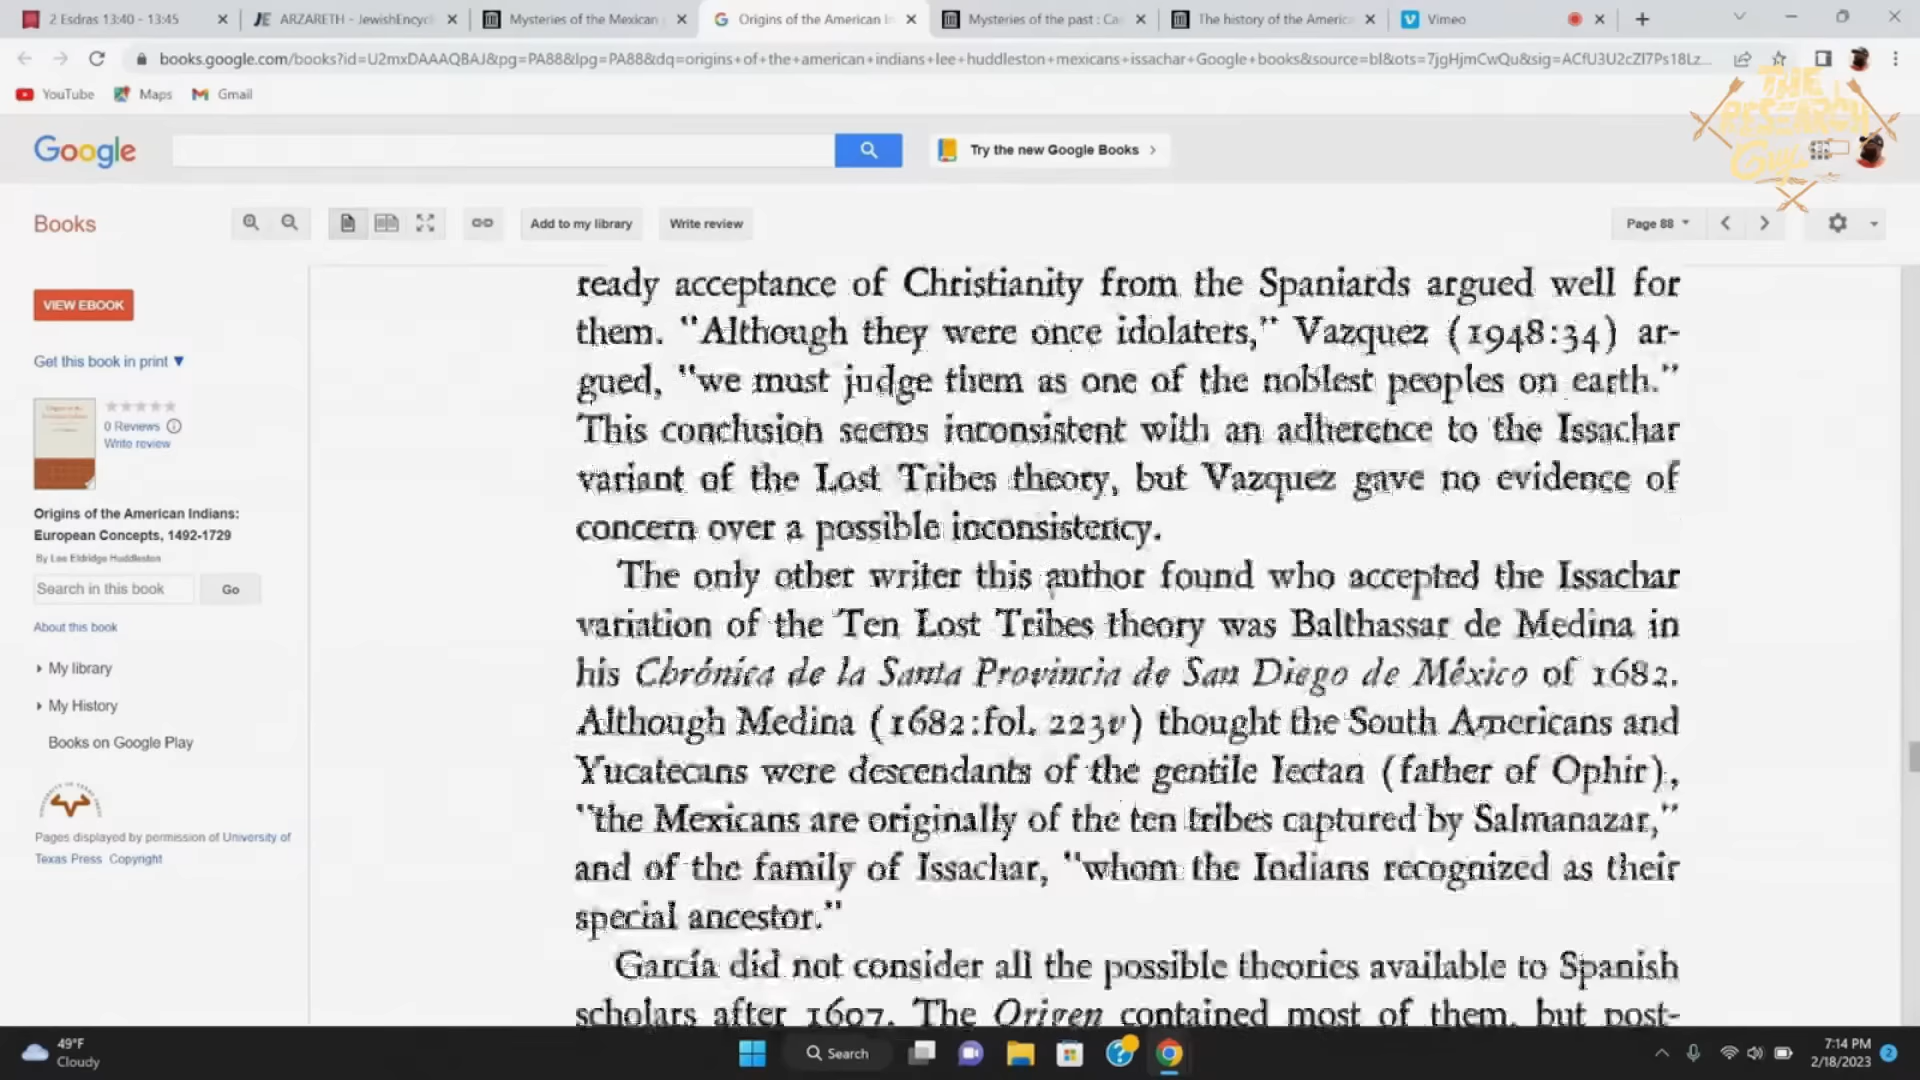 2 Esdras 13:40 - 13:45
ARZARETH - JewishEncycl
Mysteries of the Mexican
Origins of the American In
Mysteries of the past : Ca
The history of the America
Vimeo
books.google.com/books?id=U2mxDAAAQBAJ&pg=PA88&lpg=PA88&dq=origins+of+the+american+indians+lee+huddleston+mexicans+issachar+Google+books&source=bl&ots=7jgHjmCwQu&sig=ACfU3U2cZl7Ps18Lz...
YouTube
Maps
Gmail
THE
RESEARCH
GUY
Google
Try the new Google Books
Books
Add to my library
Write review
Page 88
VIEW EBOOK
Get this book in print ▼
0 Reviews
Write review
Origins of the American Indians:
European Concepts, 1492-1729
By Lee Eldridge Huddleston
Search in this book
Go
About this book
My library
My History
Books on Google Play
Pages displayed by permission of University of
Texas Press Copyright
ready acceptance of Christianity from the Spaniards argued well for
them. "Although they were once idolaters," Vazquez (1948:34) ar-
gued, "we must judge them as one of the noblest peoples on earth."
This conclusion seems inconsistent with an adherence to the Issachar
variant of the Lost Tribes theory, but Vazquez gave no evidence of
concern over a possible inconsistency.
The only other writer this author found who accepted the Issachar
variation of the Ten Lost Tribes theory was Balthassar de Medina in
his Chrónica de la Santa Provincia de San Diego de México of 1682.
Although Medina (1682:fol. 223v) thought the South Americans and
Yucatecans were descendants of the gentile Iectan (father of Ophir),
"the Mexicans are originally of the ten tribes captured by Salmanazar,"
and of the family of Issachar, "whom the Indians recognized as their
special ancestor."
García did not consider all the possible theories available to Spanish
scholars after 1607. The Origen contained most of them, but post-
49°F
Cloudy
Search
7:14 PM
2/18/2023
2